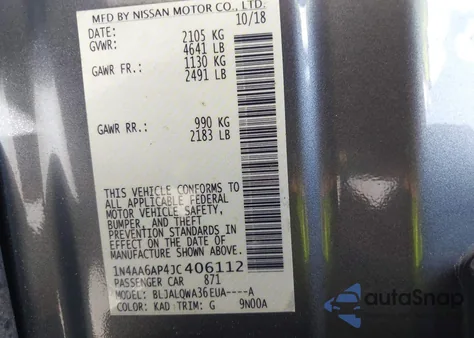 MFD BY NISSAN MOTOR CO., LTD.
DATE: 10/18
GVWR: 2105 KG
4641 LB
GAWR FR.: 1130 KG
2491 LB
GAWR RR.: 990 KG
2183 LB
THIS VEHICLE CONFORMS TO
ALL APPLICABLE FEDERAL
MOTOR VEHICLE SAFETY,
BUMPER, AND THEFT
PREVENTION STANDARDS IN
EFFECT ON THE DATE OF
MANUFACTURE SHOWN ABOVE.
1N4AA6AP4JC406112
PASSENGER CAR 871
MODEL: BLJALQWA36EUA----A
COLOR: KAD TRIM: G 9N00A
autoSnap